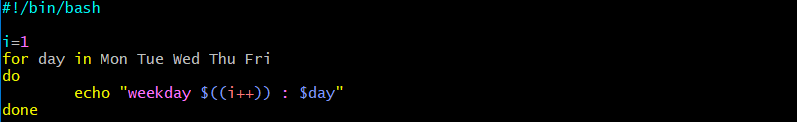 #!/bin/bash

i=1
for day in Mon Tue Wed Thu Fri
do
        echo "weekday $((i++)) : $day"
done